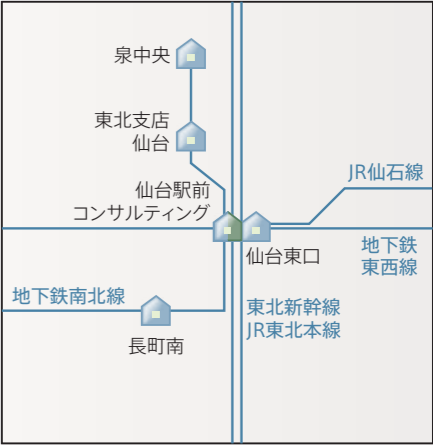 泉中央
東北支店
仙台
JR仙石線
仙台駅前
コンサルティング
仙台東口
地下鉄
東西線
地下鉄南北線
東北新幹線
JR東北本線
長町南